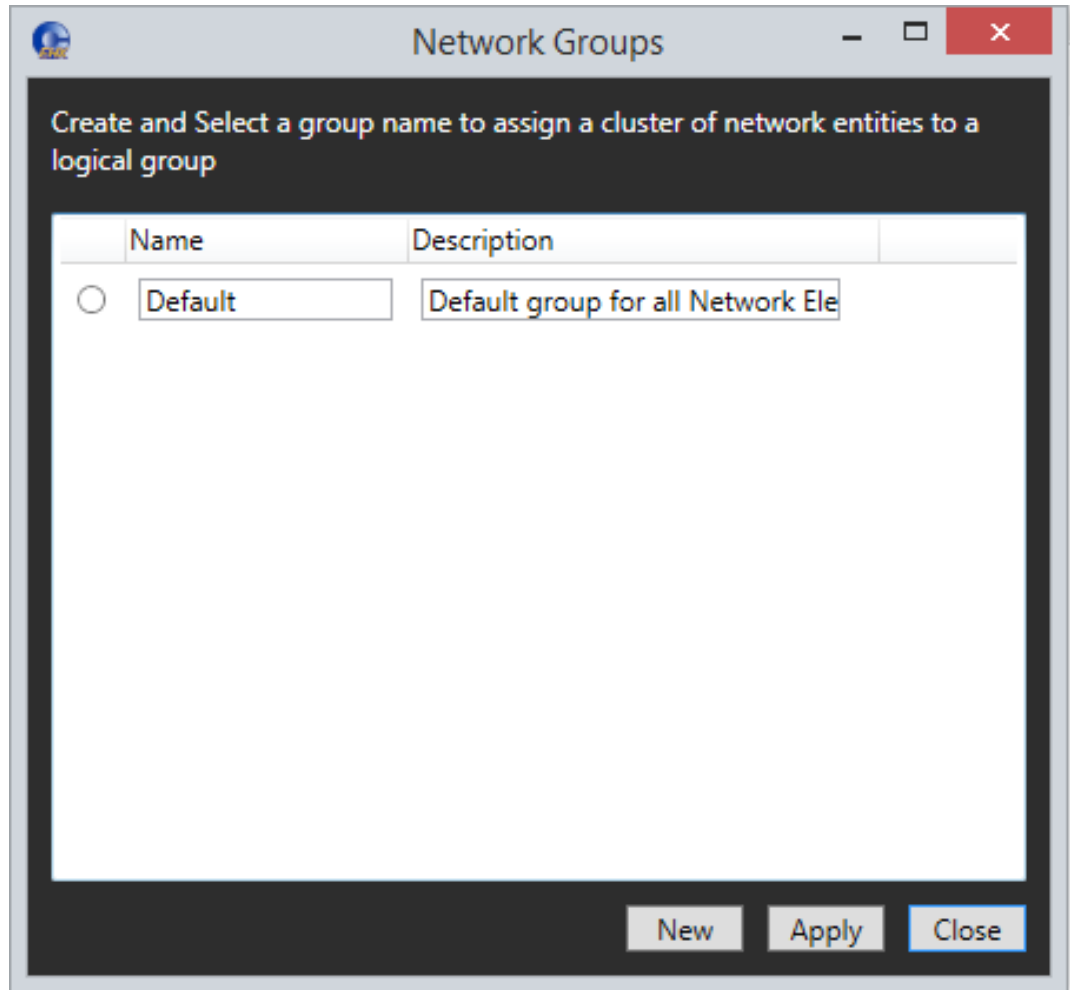 Network Groups
Create and Select a group name to assign a cluster of network entities to a
logical group
Name Description
Default Default group for all Network Ele
New Apply Close